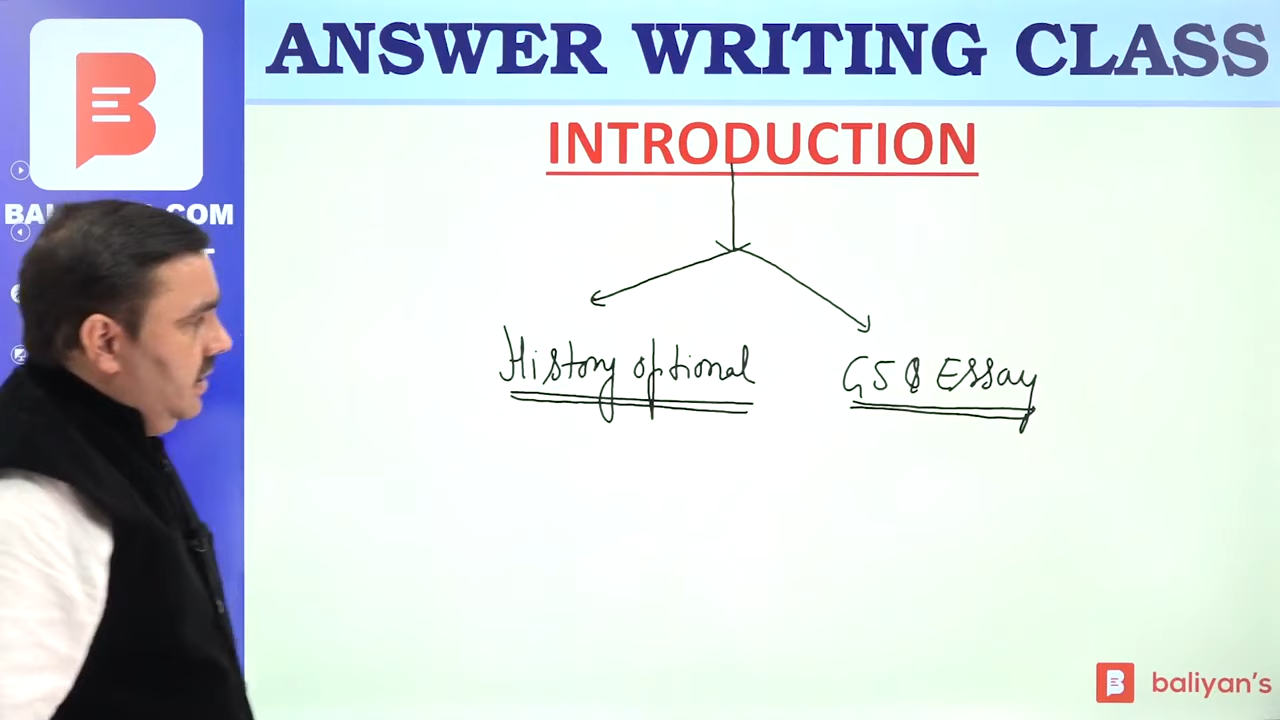 ANSWER WRITING CLASS
INTRODUCTION
History optional
GS & Essay
baliyan's